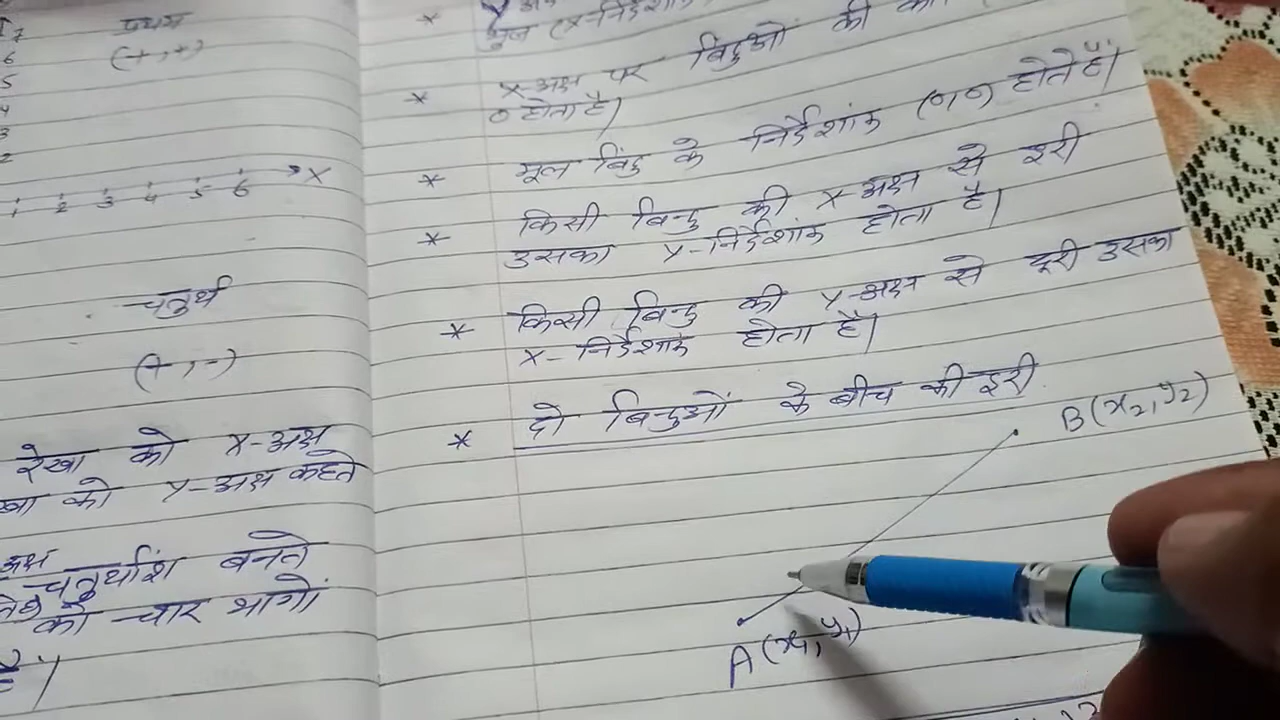 7
6
5
4
3
2
प्रथम
(+,+)
1 2 3 4 5 6 X
चतुर्थ
(+,-)
रेखा को X-अक्ष
को Y-अक्ष कहते
अक्ष
चतुर्थांश बनते
को चार भागों
है।
* Y
भुज (X-निर्देशांक
* X-अक्ष पर बिंदुओं की
0 होता है।
* मूल बिंदु के निर्देशांक (0,0) होते हैं।
* किसी बिन्दु की X-अक्ष से दूरी
उसका Y-निर्देशांक होता है।
* किसी बिन्दु की Y-अक्ष से दूरी उसका
X-निर्देशांक होता है।
* दो बिन्दुओं के बीच की दूरी
B(x2,y2)
A(x1,y1)